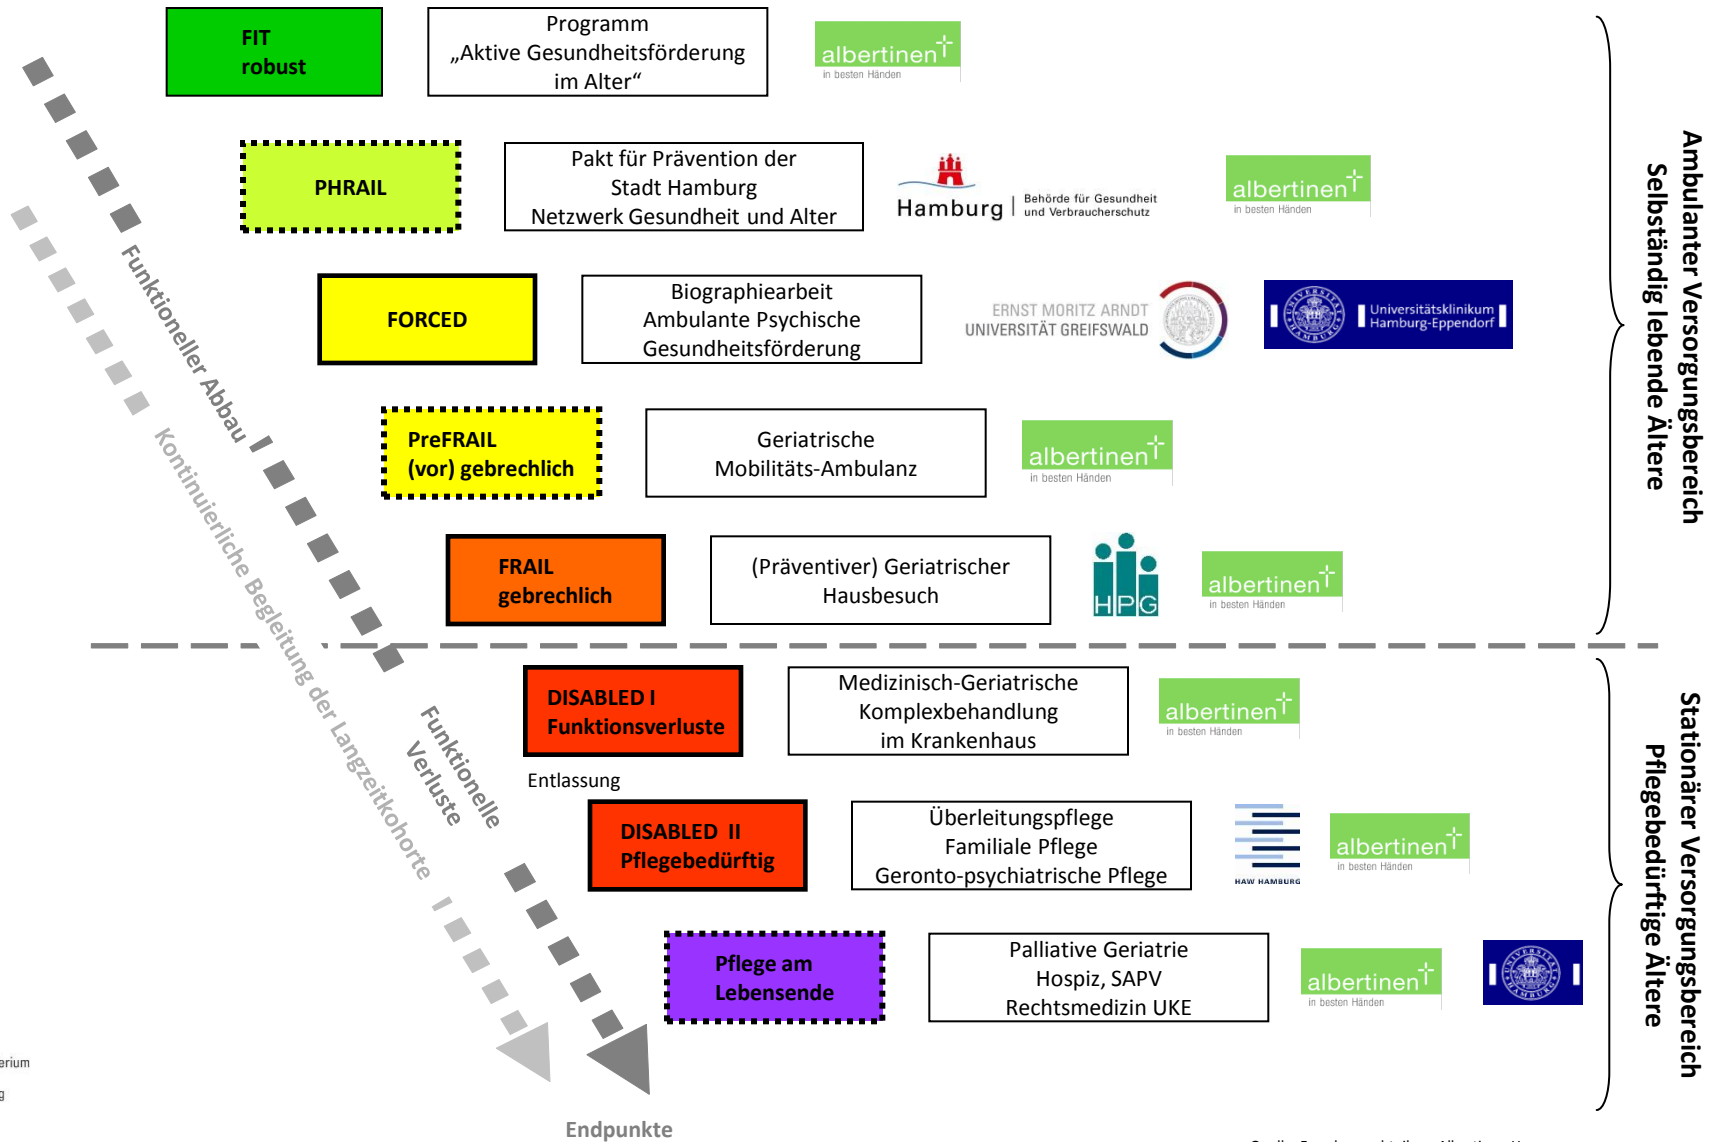 FIT
robust
Programm
„Aktive Gesundheitsförderung
im Alter“
albertinen
in besten Händen
PHRAIL
Pakt für Prävention der
Stadt Hamburg
Netzwerk Gesundheit und Alter
Hamburg
Behörde für Gesundheit
und Verbraucherschutz
albertinen
in besten Händen
FORCED
Biographiearbeit
Ambulante Psychische
Gesundheitsförderung
ERNST MORITZ ARNDT
UNIVERSITÄT GREIFSWALD
Universitätsklinikum
Hamburg-Eppendorf
PreFRAIL
(vor) gebrechlich
Geriatrische
Mobilitäts-Ambulanz
albertinen
in besten Händen
FRAIL
gebrechlich
(Präventiver) Geriatrischer
Hausbesuch
HPG
albertinen
in besten Händen
Ambulanter Versorgungsbereich
Selbständig lebende Ältere
Funktioneller Abbau
Kontinuierliche Begleitung der Langzeitkohorte
Funktionelle
Verluste
DISABLED I
Funktionsverluste
Medizinisch-Geriatrische
Komplexbehandlung
im Krankenhaus
albertinen
in besten Händen
Entlassung
DISABLED II
Pflegebedürftig
Überleitungspflege
Familiale Pflege
Geronto-psychiatrische Pflege
HAW HAMBURG
albertinen
in besten Händen
Pflege am
Lebensende
Palliative Geriatrie
Hospiz, SAPV
Rechtsmedizin UKE
albertinen
in besten Händen
Stationärer Versorgungsbereich
Pflegebedürftige Ältere
Endpunkte